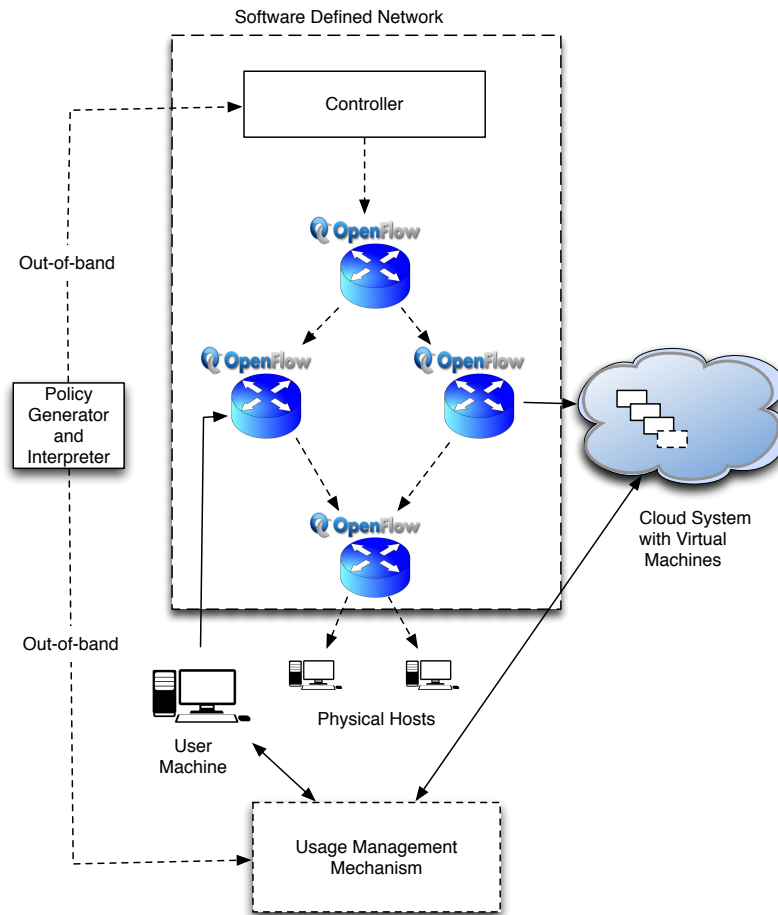 Software Defined Network
Controller
OpenFlow
Out-of-band
OpenFlow
OpenFlow
Policy
Generator
and
Interpreter
OpenFlow
Cloud System
with Virtual
Machines
Out-of-band
Physical Hosts
User
Machine
Usage Management
Mechanism